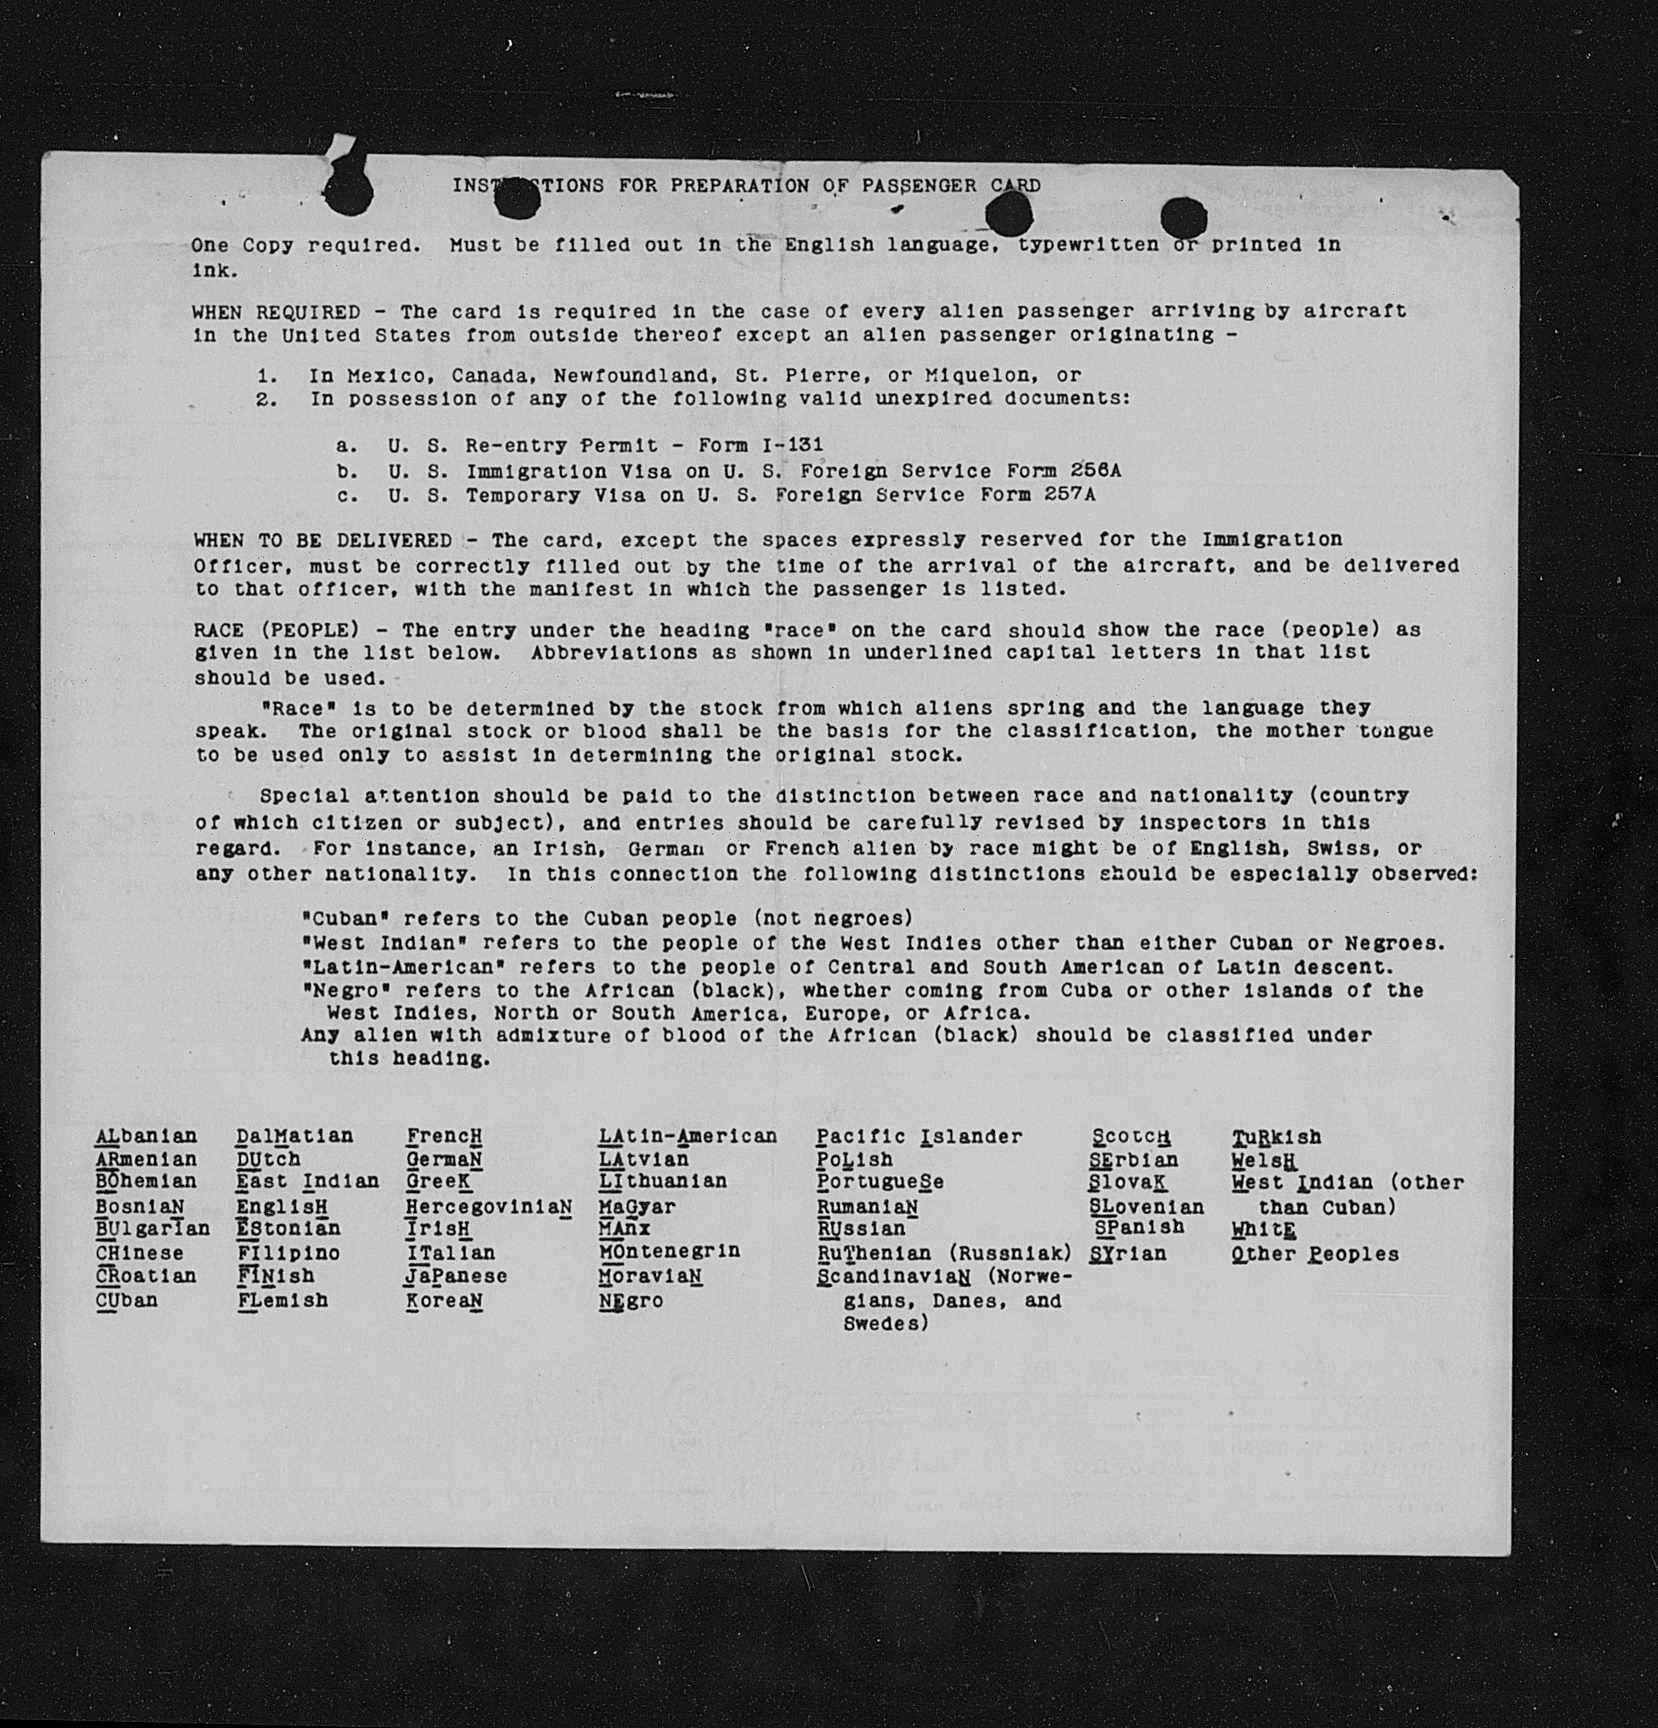 INSTRUCTIONS FOR PREPARATION OF PASSENGER CARD
One Copy required. Must be filled out in the English language, typewritten or printed in
ink.
WHEN REQUIRED - The card is required in the case of every alien passenger arriving by aircraft
in the United States from outside thereof except an alien passenger originating -
1. In Mexico, Canada, Newfoundland, St. Pierre, or Miquelon, or
2. In possession of any of the following valid unexpired documents:
a. U. S. Re-entry Permit - Form I-131
b. U. S. Immigration Visa on U. S. Foreign Service Form 256A
c. U. S. Temporary Visa on U. S. Foreign Service Form 257A
WHEN TO BE DELIVERED - The card, except the spaces expressly reserved for the Immigration
Officer, must be correctly filled out by the time of the arrival of the aircraft, and be delivered
to that officer, with the manifest in which the passenger is listed.
RACE (PEOPLE) - The entry under the heading "race" on the card should show the race (people) as
given in the list below. Abbreviations as shown in underlined capital letters in that list
should be used.
"Race" is to be determined by the stock from which aliens spring and the language they
speak. The original stock or blood shall be the basis for the classification, the mother tongue
to be used only to assist in determining the original stock.
Special attention should be paid to the distinction between race and nationality (country
of which citizen or subject), and entries should be carefully revised by inspectors in this
regard. For instance, an Irish, German or French alien by race might be of English, Swiss, or
any other nationality. In this connection the following distinctions should be especially observed:
"Cuban" refers to the Cuban people (not negroes)
"West Indian" refers to the people of the West Indies other than either Cuban or Negroes.
"Latin-American" refers to the people of Central and South American of Latin descent.
"Negro" refers to the African (black), whether coming from Cuba or other islands of the
West Indies, North or South America, Europe, or Africa.
Any alien with admixture of blood of the African (black) should be classified under
this heading.
ALbanian DalMatian FrencH LAtin-American Pacific Islander ScotcH TuRkish
ARmenian DUtch GermaN LAtvian PoLish SErbian WelsH
BOhemian East Indian GreeK LIthuanian PortugueSe SlovaK West Indian (other
BosniaN EnglisH HercegoviniaN MaGyar RumaniaN SLovenian than Cuban)
BUlgarIan EStonian IrisH MAnx RUssian SPanish WhitE
CHinese FIlipino ITalian MOntenegrin RuThenian (Russniak) SYrian Other Peoples
CRoatian FINish JaPanese MoraviaN ScandinaviaN (Norwe-
CUban FLemish KoreaN NEgro gians, Danes, and
Swedes)